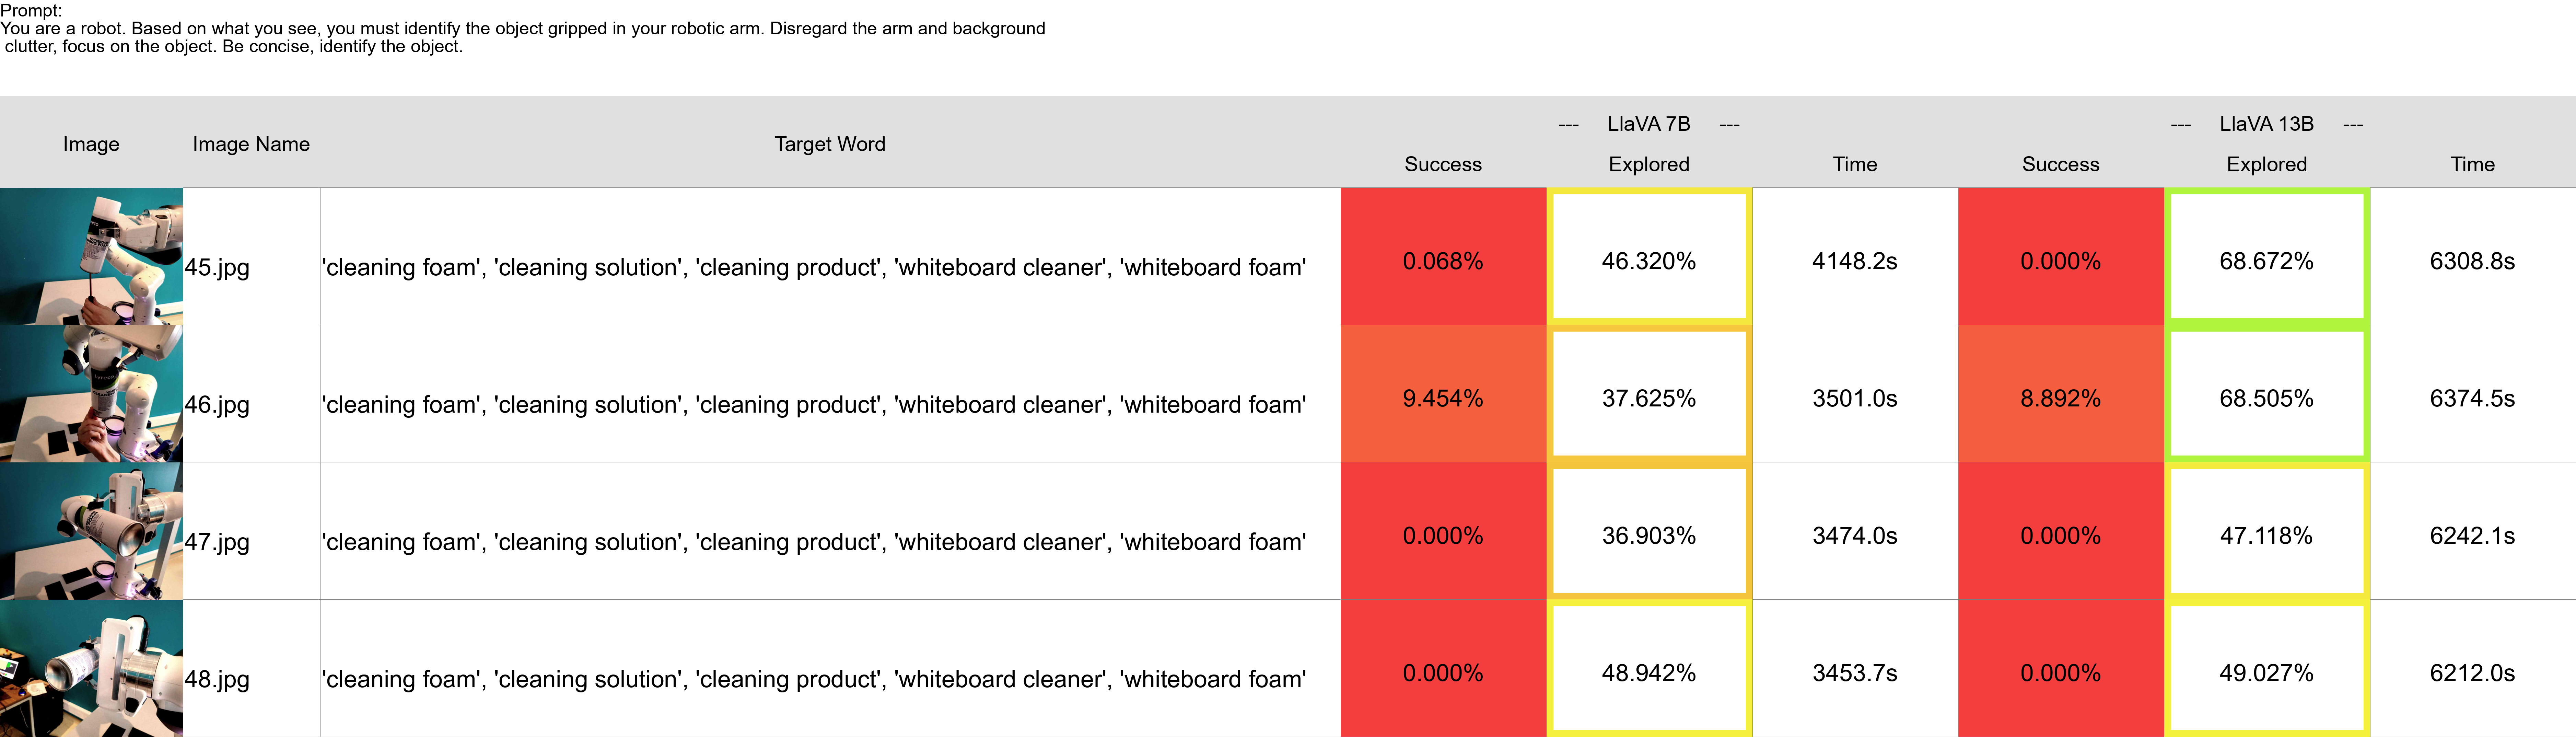 Prompt:
You are a robot. Based on what you see, you must identify the object gripped in your robotic arm. Disregard the arm and background
clutter, focus on the object. Be concise, identify the object.
--- LlaVA 7B --- --- LlaVA 13B ---
Image Image Name Target Word
Success Explored Time Success Explored Time
45.jpg 'cleaning foam', 'cleaning solution', 'cleaning product', 'whiteboard cleaner', 'whiteboard foam' 0.068% 46.320% 4148.2s 0.000% 68.672% 6308.8s
46.jpg 'cleaning foam', 'cleaning solution', 'cleaning product', 'whiteboard cleaner', 'whiteboard foam' 9.454% 37.625% 3501.0s 8.892% 68.505% 6374.5s
47.jpg 'cleaning foam', 'cleaning solution', 'cleaning product', 'whiteboard cleaner', 'whiteboard foam' 0.000% 36.903% 3474.0s 0.000% 47.118% 6242.1s
48.jpg 'cleaning foam', 'cleaning solution', 'cleaning product', 'whiteboard cleaner', 'whiteboard foam' 0.000% 48.942% 3453.7s 0.000% 49.027% 6212.0s